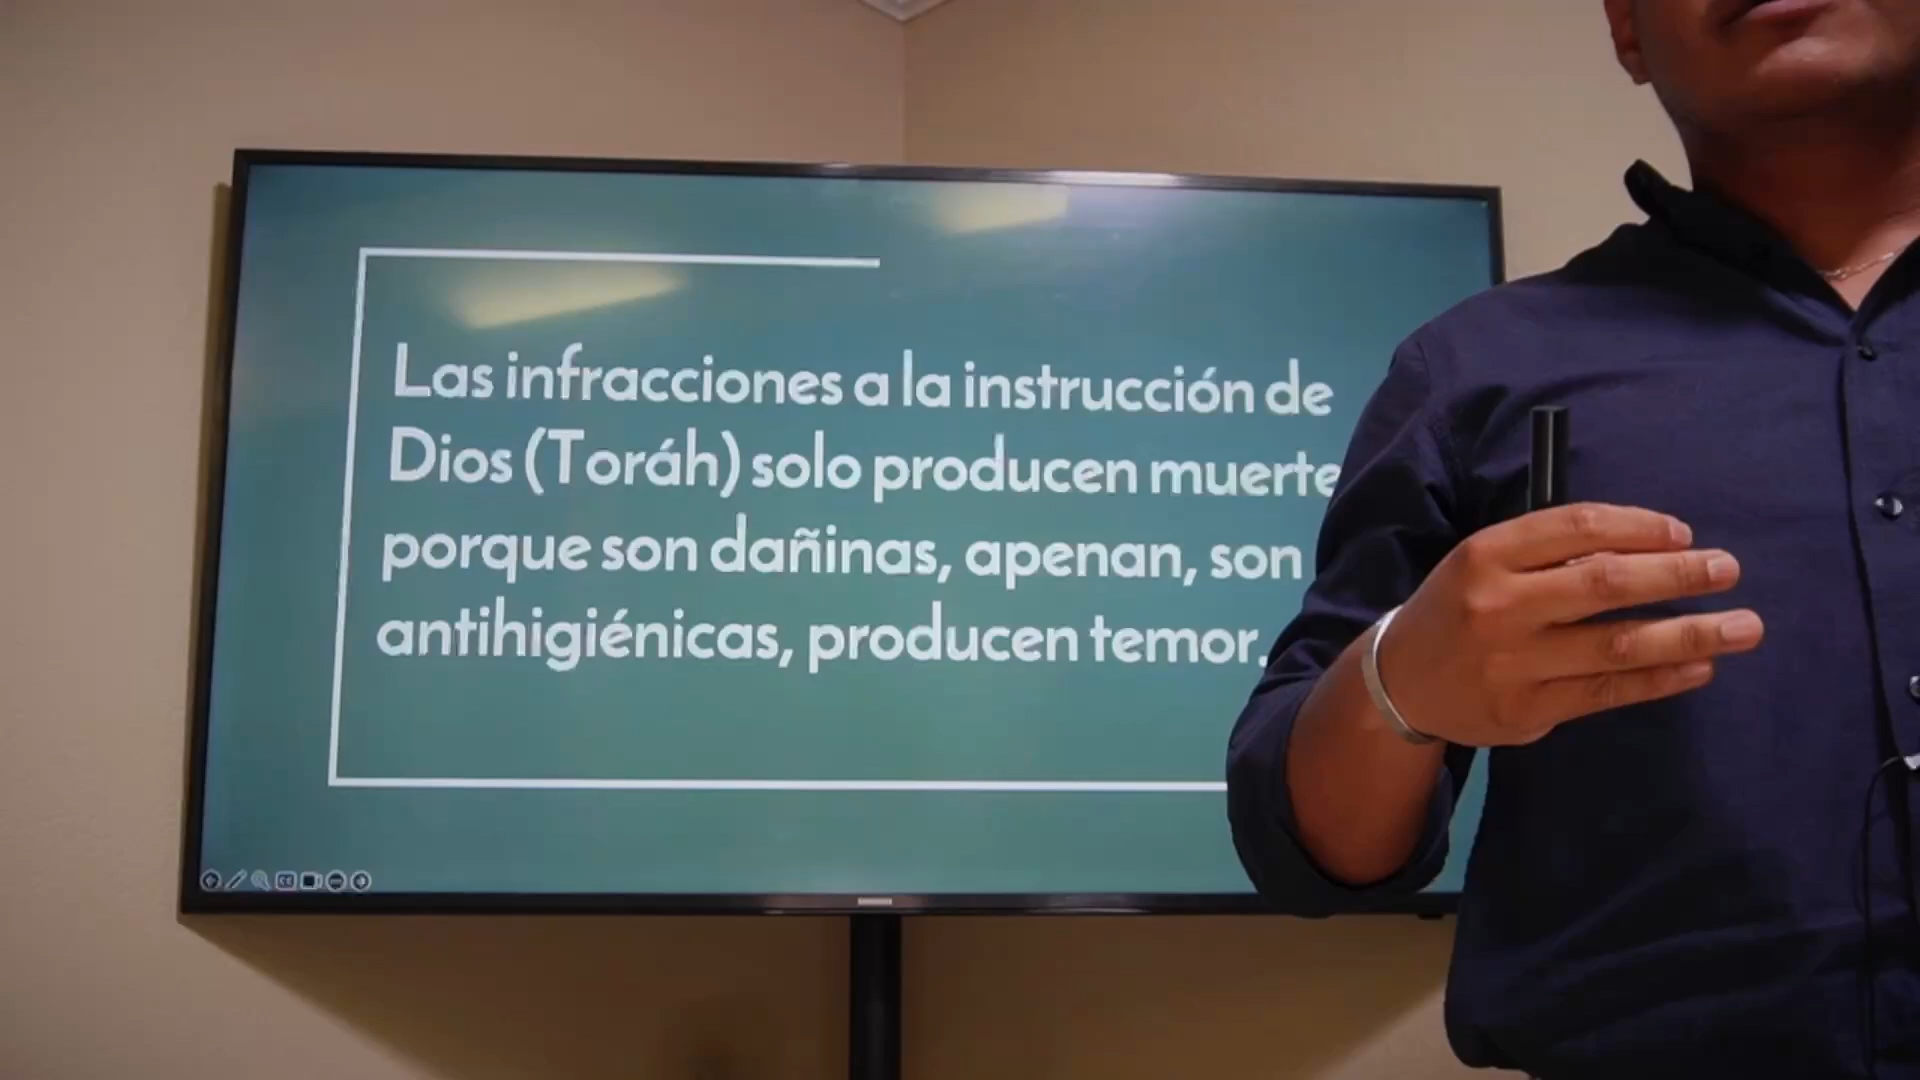 Las infracciones a la instrucción de
Dios (Toráh) solo producen muerte
porque son dañinas, apenan, son
antihigiénicas, producen temor.